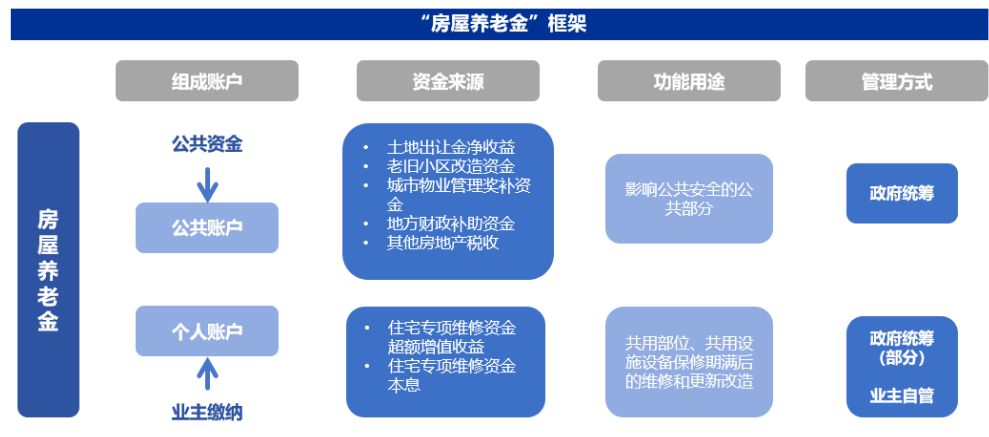 “房屋养老金”框架
组成账户
资金来源
功能用途
管理方式
房屋养老金
公共资金
公共账户
• 土地出让金净收益
• 老旧小区改造资金
• 城市物业管理奖补资
金
• 地方财政补助资金
• 其他房地产税收
影响公共安全的公
共部分
政府统筹
个人账户
业主缴纳
• 住宅专项维修资金
超额增值收益
• 住宅专项维修资金
本息
共用部位、共用设
施设备保修期满后
的维修和更新改造
政府统筹
（部分）
业主自管